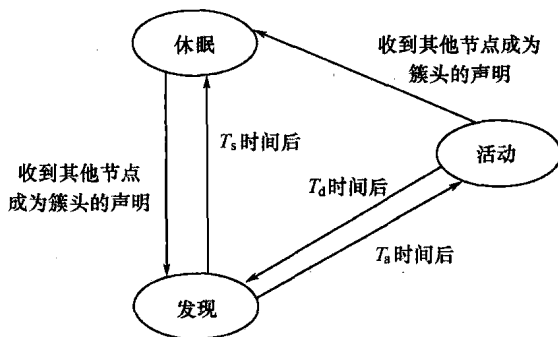 休眠
收到其他节点成为
簇头的声明
Ts时间后
活动
收到其他节点
成为簇头的声明
Td时间后
Ta时间后
发现